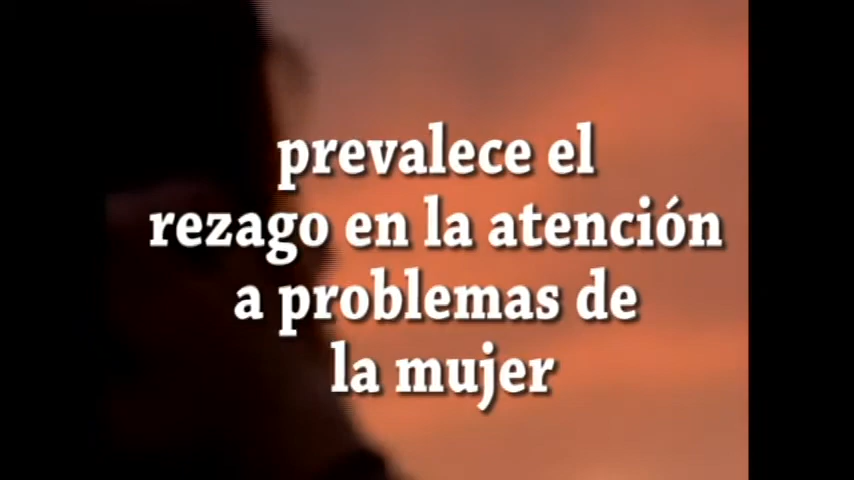 prevalece el
rezago en la atención
a problemas de
la mujer